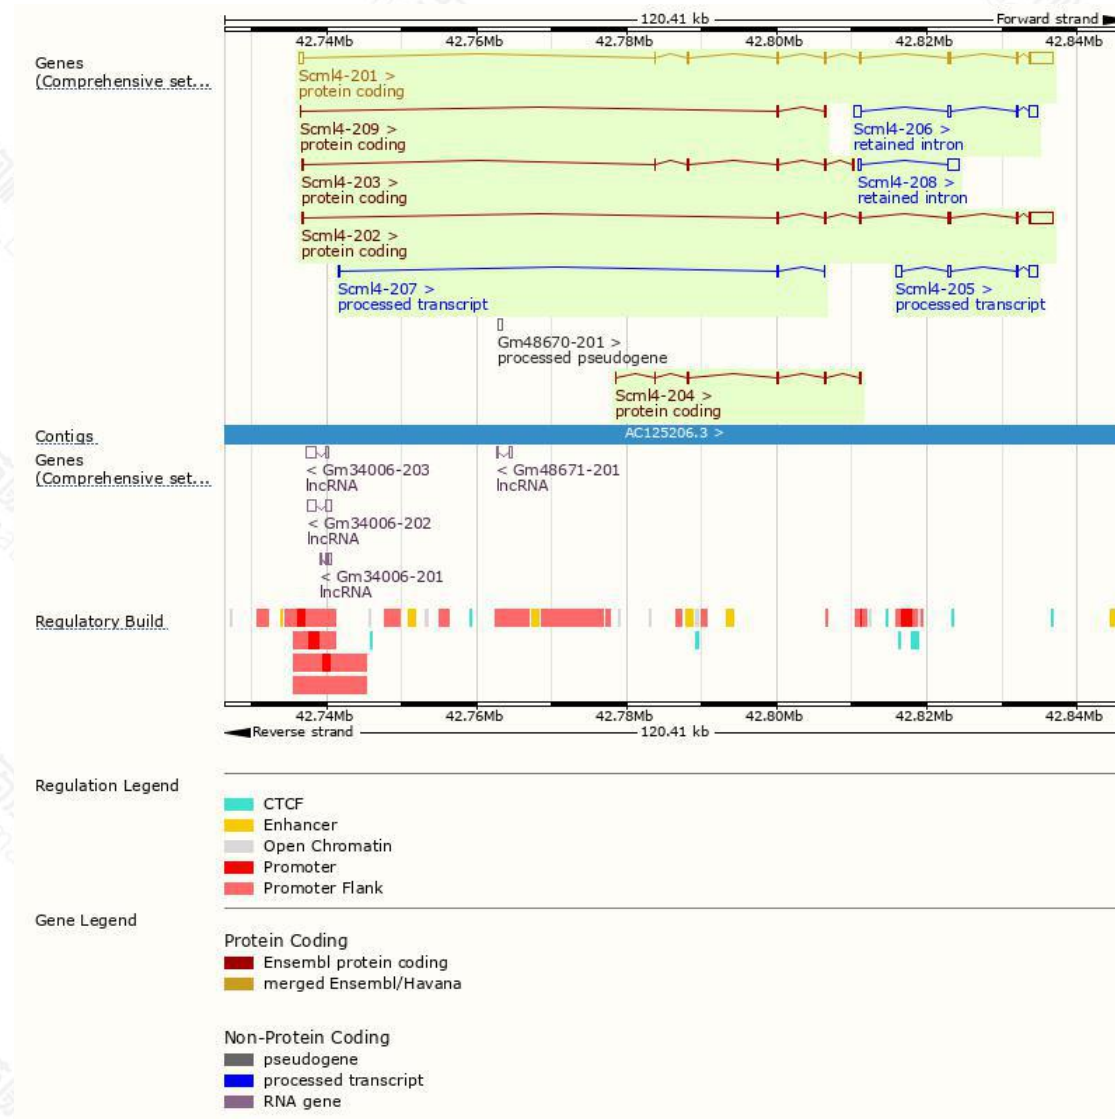 120.41 kb Forward strand
42.74Mb 42.76Mb 42.78Mb 42.80Mb 42.82Mb 42.84Mb
Genes
(Comprehensive set...
Scml4-201 >
protein coding
Scml4-209 > Scml4-206 >
protein coding retained intron
Scml4-203 > Scml4-208 >
protein coding retained intron
Scml4-202 >
protein coding
Scml4-207 > Scml4-205 >
processed transcript processed transcript
Gm48670-201 >
processed pseudogene
Scml4-204 >
protein coding
Contigs AC125206.3 >
Genes
(Comprehensive set...
< Gm34006-203 < Gm48671-201
lncRNA lncRNA
< Gm34006-202
lncRNA
< Gm34006-201
lncRNA
Regulatory Build
42.74Mb 42.76Mb 42.78Mb 42.80Mb 42.82Mb 42.84Mb
Reverse strand 120.41 kb
Regulation Legend
CTCF
Enhancer
Open Chromatin
Promoter
Promoter Flank
Gene Legend
Protein Coding
Ensembl protein coding
merged Ensembl/Havana
Non-Protein Coding
pseudogene
processed transcript
RNA gene